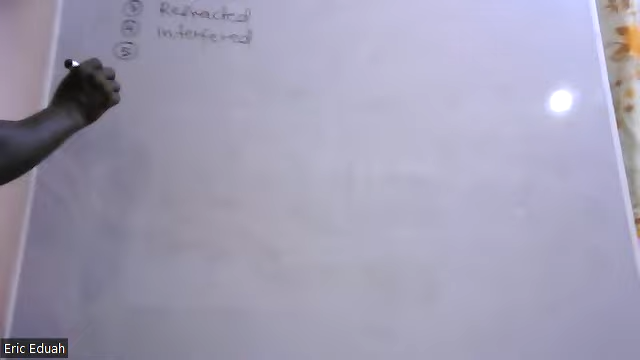 ③ Refracted
④ Interfered
⑤
Eric Eduah